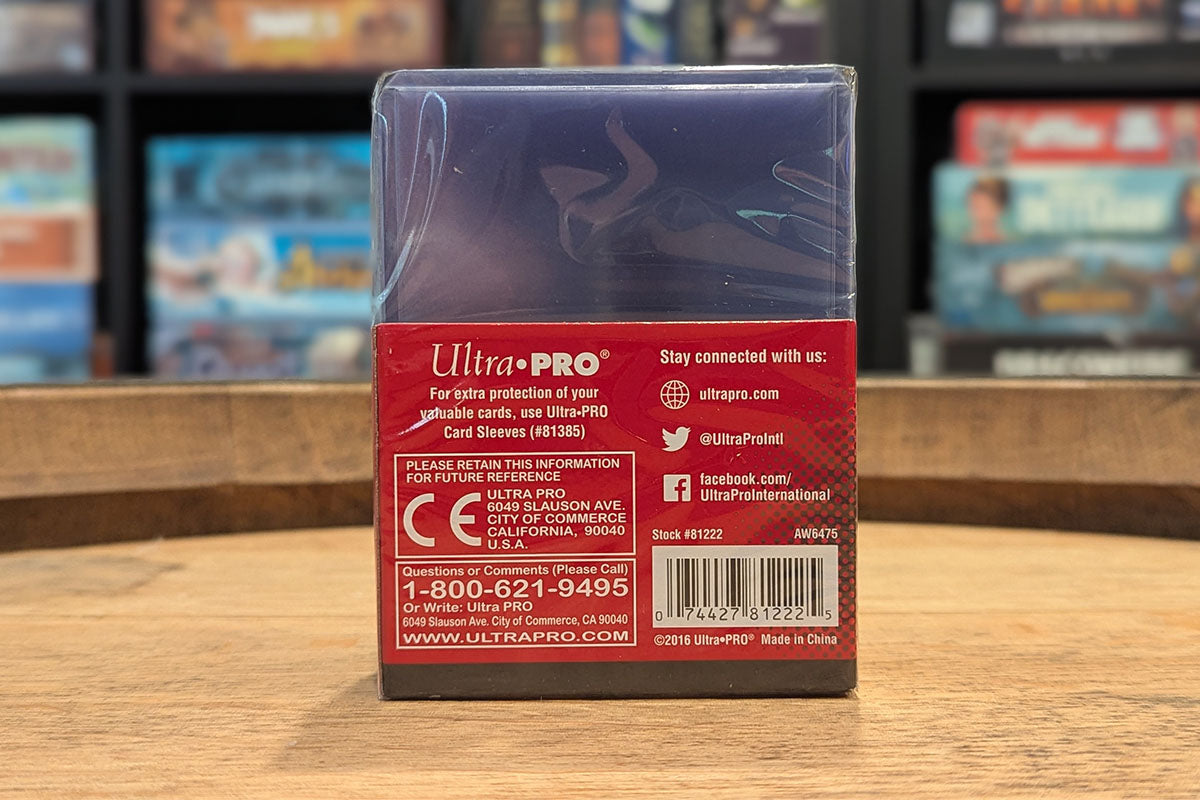 Ultra•PRO®
For extra protection of your
valuable cards, use Ultra•PRO
Card Sleeves (#81385)
PLEASE RETAIN THIS INFORMATION
FOR FUTURE REFERENCE
CE
ULTRA PRO
6049 SLAUSON AVE.
CITY OF COMMERCE
CALIFORNIA, 90040
U.S.A.
Questions or Comments (Please Call)
1-800-621-9495
Or Write: Ultra PRO
6049 Slauson Ave. City of Commerce, CA 90040
WWW.ULTRAPRO.COM
Stay connected with us:
ultrapro.com
@UltraProIntl
facebook.com/
UltraProInternational
Stock #81222 AW6475
0 74427 81222 5
©2016 Ultra•PRO® Made in China